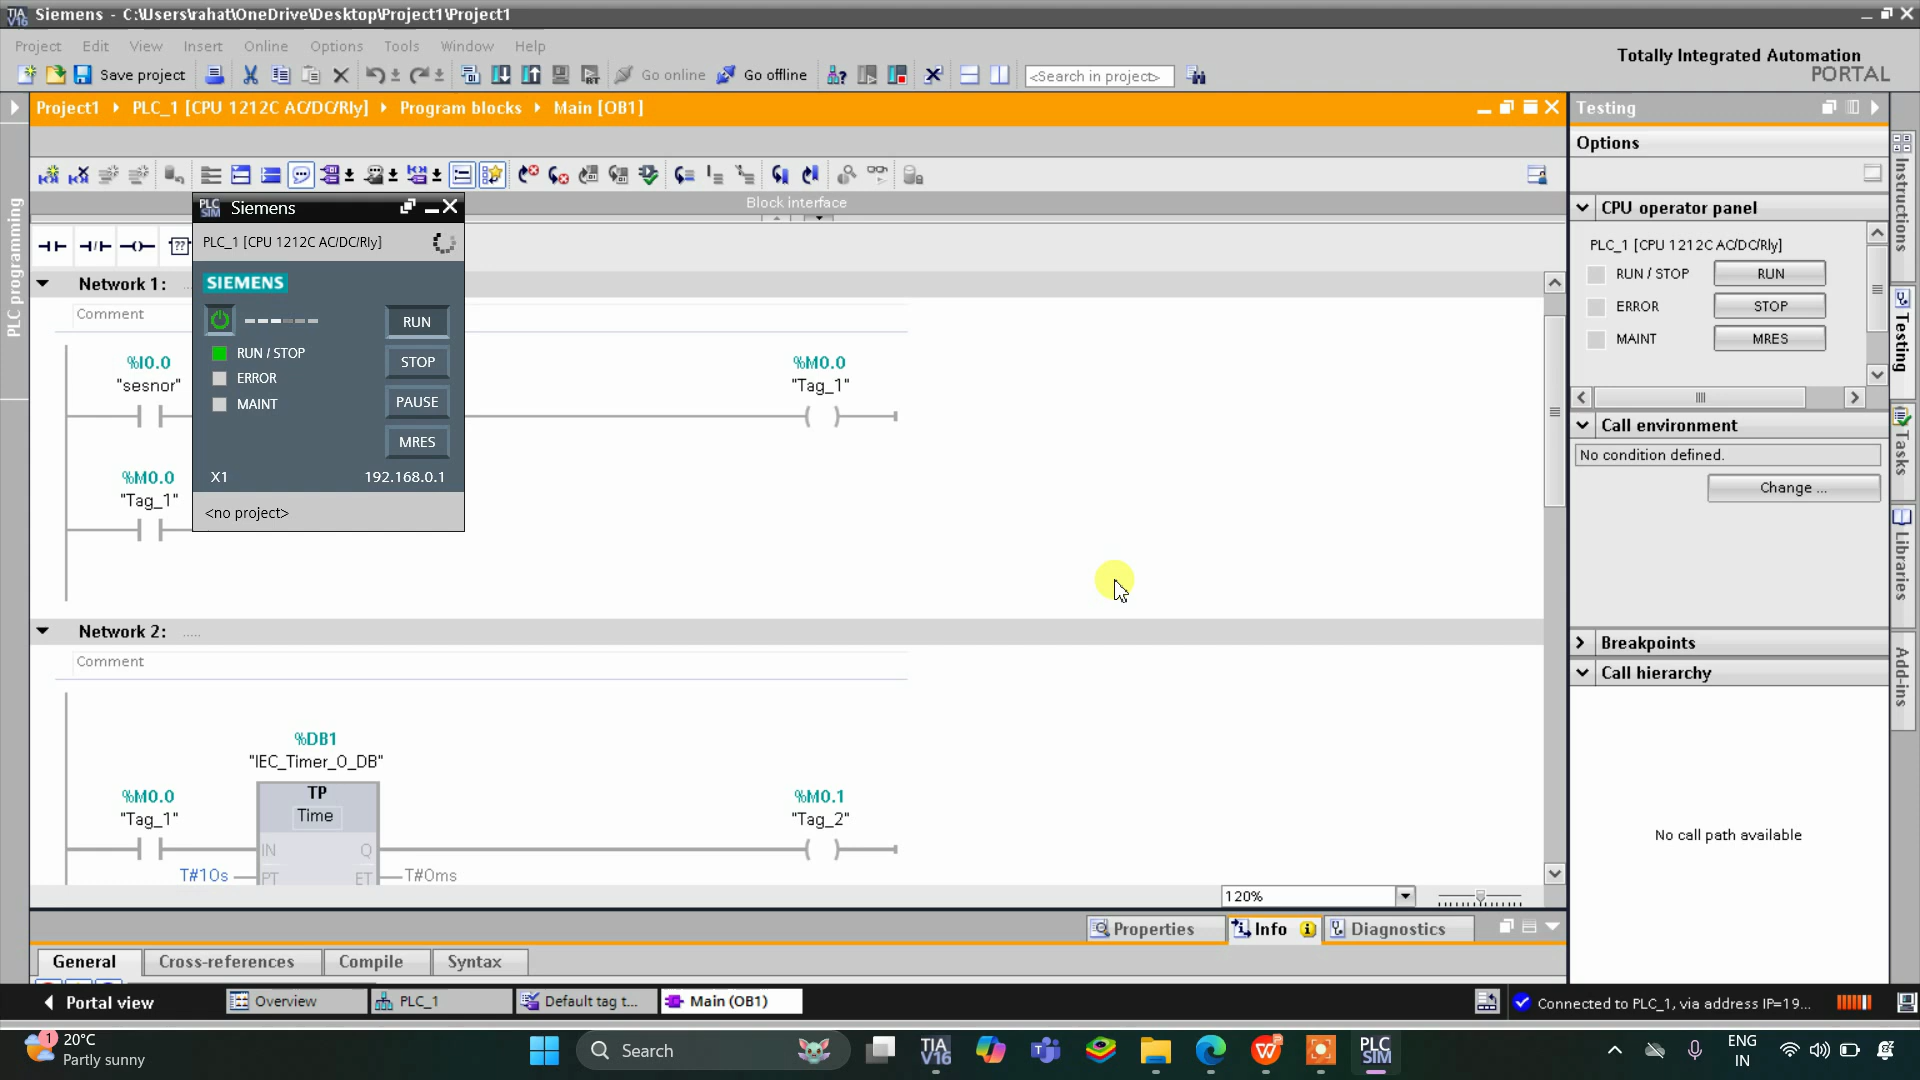 Siemens - C:\Users\rahat\OneDrive\Desktop\Project1\Project1
Project Edit View Insert Online Options Tools Window Help
Totally Integrated Automation
PORTAL
Save project
Go online
Go offline
<Search in project>
Project1 PLC_1 [CPU 1212C AC/DC/Rly] Program blocks Main [OB1]
Block interface
PLC programming
PLC SIM
Siemens
PLC_1 [CPU 1212C AC/DC/Rly]
SIEMENS
RUN
RUN / STOP
STOP
ERROR
PAUSE
MAINT
MRES
X1 192.168.0.1
<no project>
??
Network 1: .....
Comment
%I0.0
"sesnor"
%M0.0
"Tag_1"
%M0.0
"Tag_1"
Network 2: .....
Comment
%DB1
"IEC_Timer_0_DB"
TP
Time
%M0.0
"Tag_1"
IN Q
T#10s PT ET T#0ms
%M0.1
"Tag_2"
120%
Properties
Info
Diagnostics
General
Cross-references
Compile
Syntax
Testing
Options
CPU operator panel
PLC_1 [CPU 1212C AC/DC/Rly]
RUN / STOP RUN
ERROR STOP
MAINT MRES
Call environment
No condition defined.
Change ...
Breakpoints
Call hierarchy
No call path available
Instructions
Testing
Tasks
Libraries
Add-ins
Portal view
Overview
PLC_1
Default tag t...
Main (OB1)
Connected to PLC_1, via address IP=19...
1
20°C
Partly sunny
Search
TIA V16
PLC SIM
ENG
IN